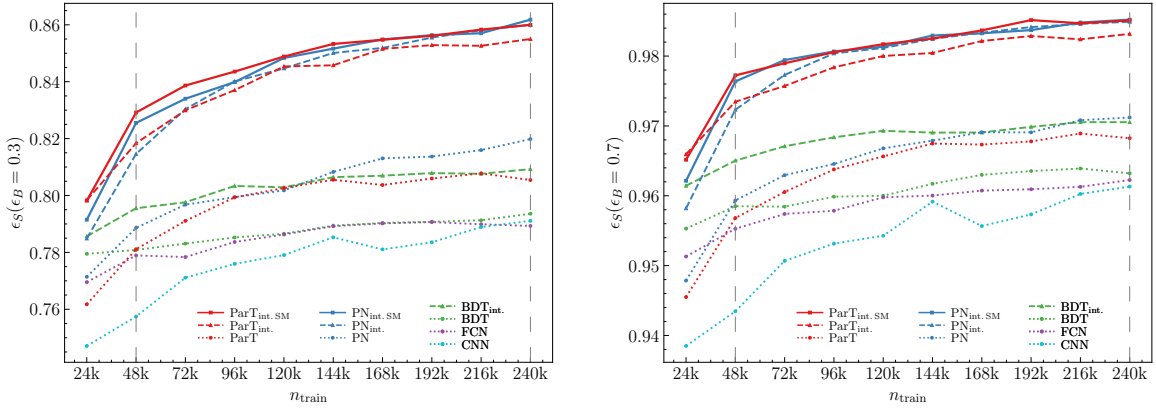 0.86
0.84
0.82
0.80
0.78
0.76
ϵ_S(ϵ_B = 0.3)
ParT_int. SM
ParT_int.
ParT
PN_int. SM
PN_int.
PN
BDT_int.
BDT
FCN
CNN
24k 48k 72k 96k 120k 144k 168k 192k 216k 240k
n_train
0.98
0.97
0.96
0.95
0.94
ϵ_S(ϵ_B = 0.7)
ParT_int. SM
ParT_int.
ParT
PN_int. SM
PN_int.
PN
BDT_int.
BDT
FCN
CNN
24k 48k 72k 96k 120k 144k 168k 192k 216k 240k
n_train